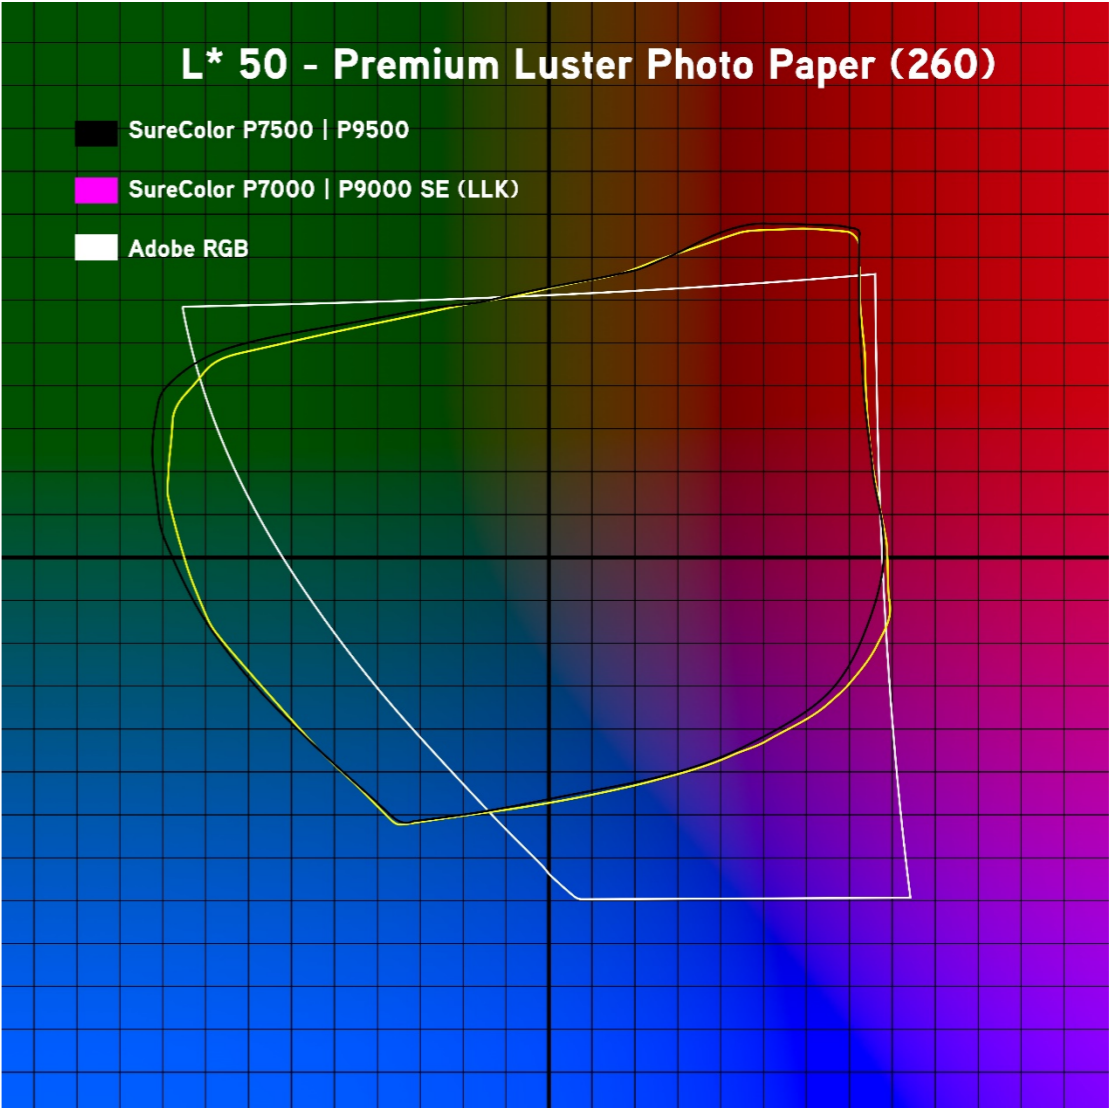 L* 50 - Premium Luster Photo Paper (260)
SureColor P7500 | P9500
SureColor P7000 | P9000 SE (LLK)
Adobe RGB